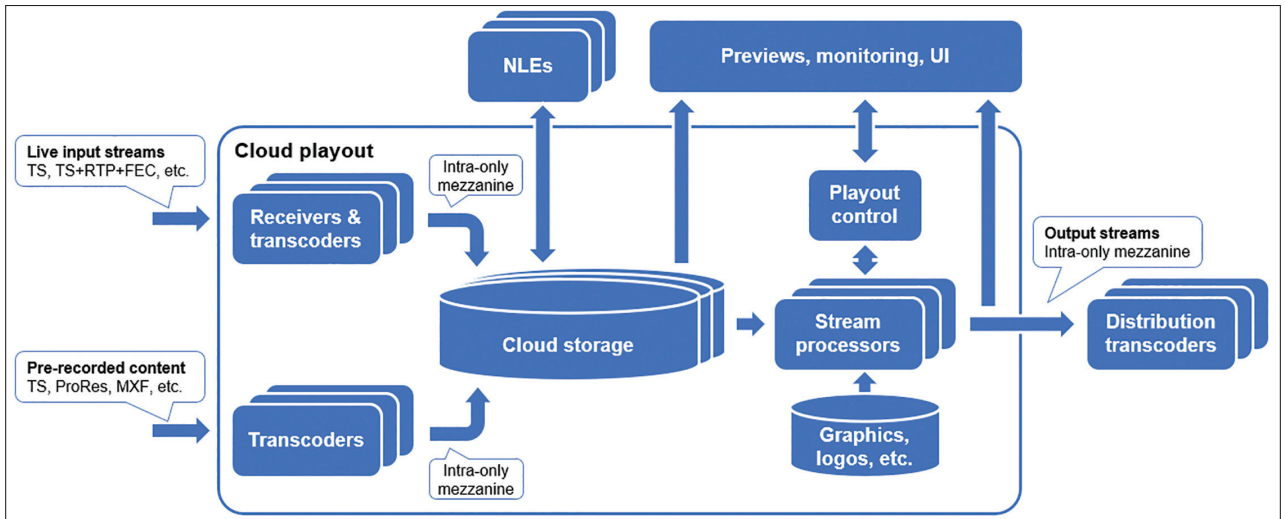 NLEs
Previews, monitoring, UI
Live input streams
TS, TS+RTP+FEC, etc.
Cloud playout
Intra-only
mezzanine
Receivers &
transcoders
Playout
control
Output streams
Intra-only mezzanine
Cloud storage
Stream
processors
Distribution
transcoders
Pre-recorded content
TS, ProRes, MXF, etc.
Transcoders
Intra-only
mezzanine
Graphics,
logos, etc.